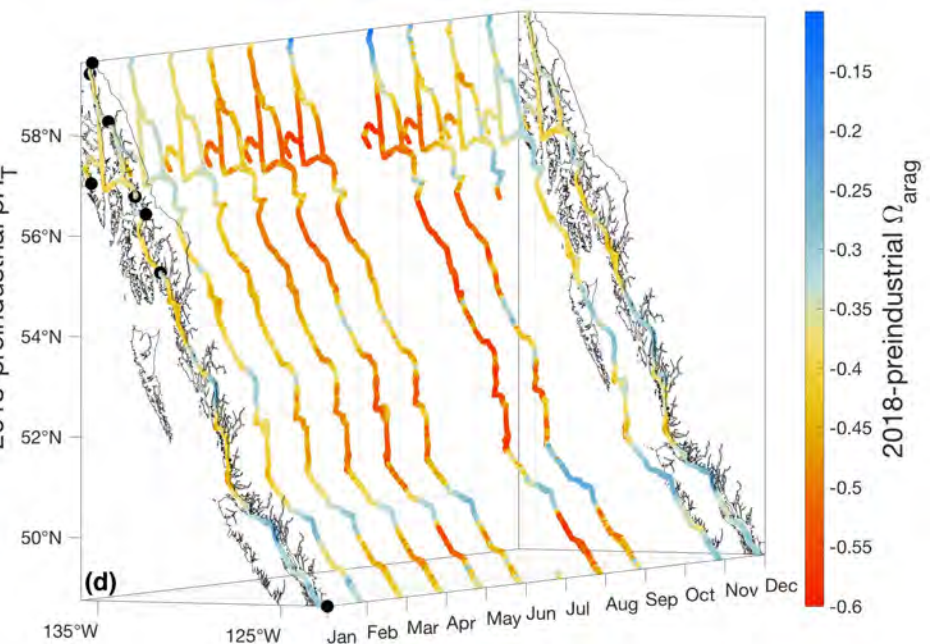 58°N
56°N
54°N
52°N
50°N
(d)
135°W
125°W
Jan Feb Mar Apr May Jun Jul Aug Sep Oct Nov Dec
-0.15
-0.2
-0.25
-0.3
-0.35
-0.4
-0.45
-0.5
-0.55
-0.6
2018-preindustrial Ωarag